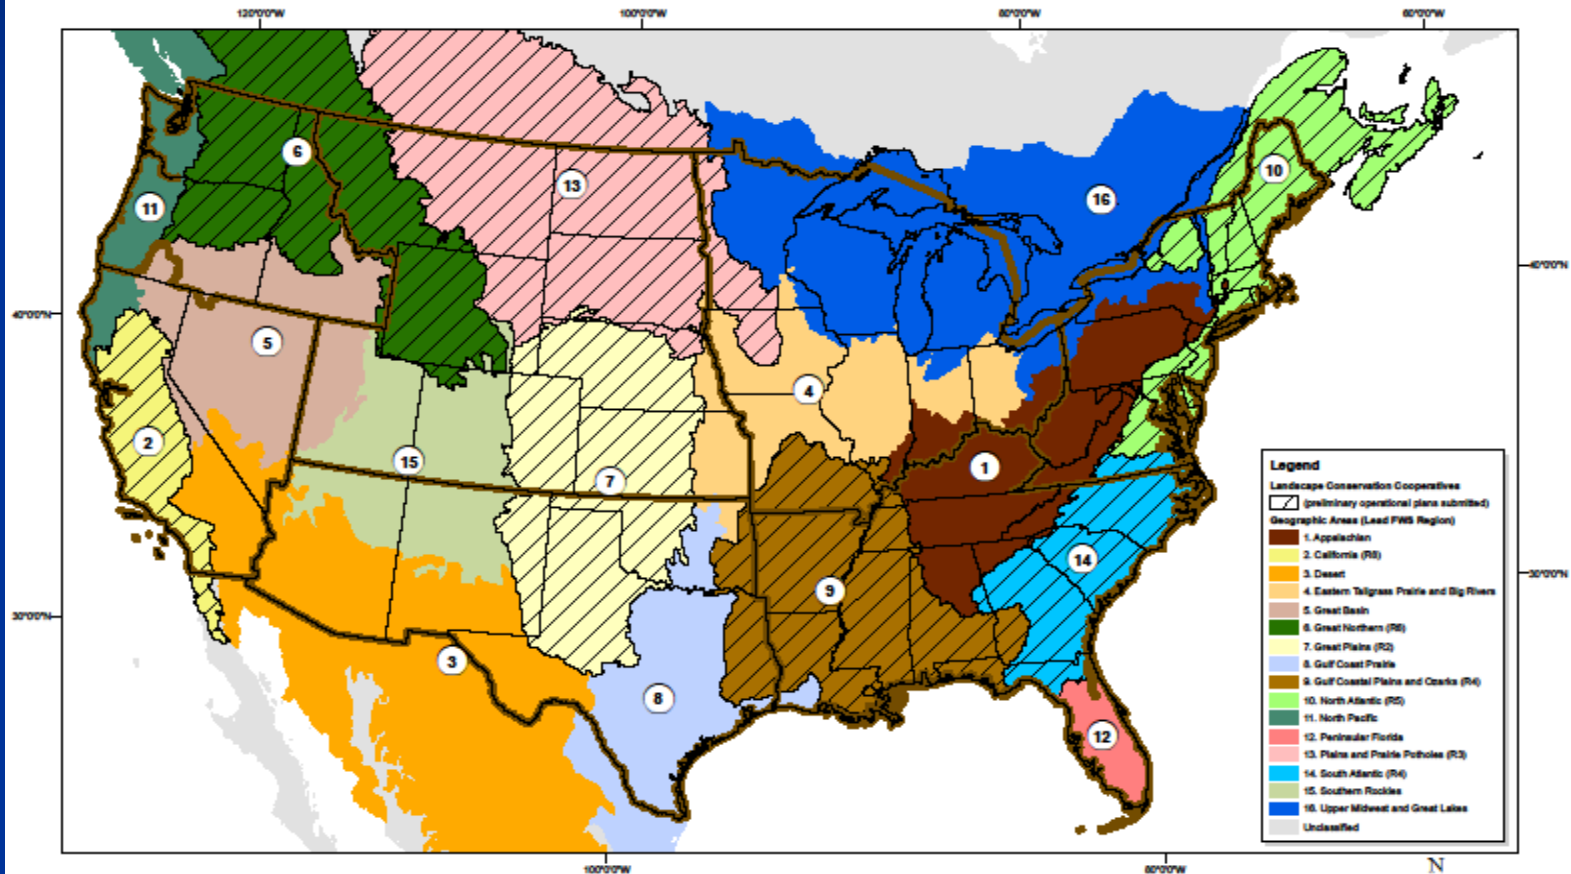 120°0'0"W 100°0'0"W 80°0'0"W 60°0'0"W
6
13
10
11
16
40°0'0"N
40°0'0"N
5
4
2
15
1
7
14
9
30°0'0"N
30°0'0"N
3
8
12
Legend
Landscape Conservation Cooperatives
(preliminary operational plans submitted)
Geographic Areas (Lead FWS Region)
1. Appalachian
2. California (R8)
3. Desert
4. Eastern Tallgrass Prairie and Big Rivers
5. Great Basin
6. Great Northern (R6)
7. Great Plains (R2)
8. Gulf Coast Prairie
9. Gulf Coastal Plains and Ozarks (R4)
10. North Atlantic (R5)
11. North Pacific
12. Peninsular Florida
13. Plains and Prairie Potholes (R3)
14. South Atlantic (R4)
15. Southern Rockies
16. Upper Midwest and Great Lakes
Unclassified
100°0'0"W 80°0'0"W N